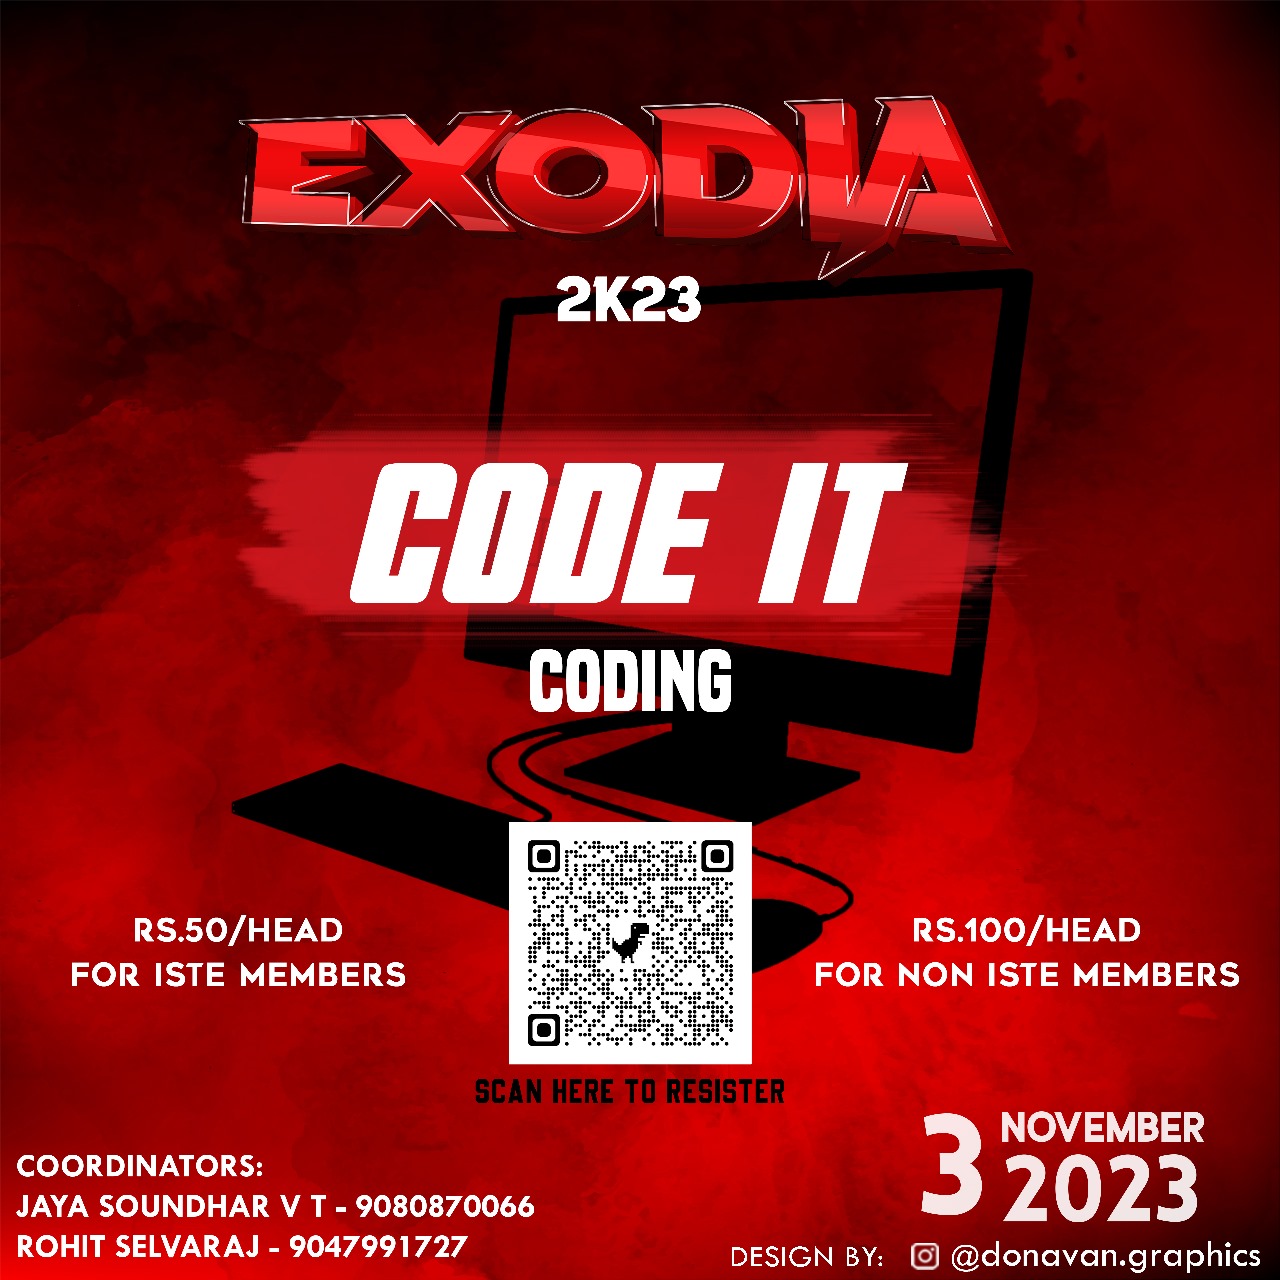 EXODIA
2K23
CODE IT
CODING
RS.50/HEAD
FOR ISTE MEMBERS
RS.100/HEAD
FOR NON ISTE MEMBERS
SCAN HERE TO RESISTER
3 NOVEMBER
2023
COORDINATORS:
JAYA SOUNDHAR V T - 9080870066
ROHIT SELVARAJ - 9047991727
DESIGN BY: @donavan.graphics